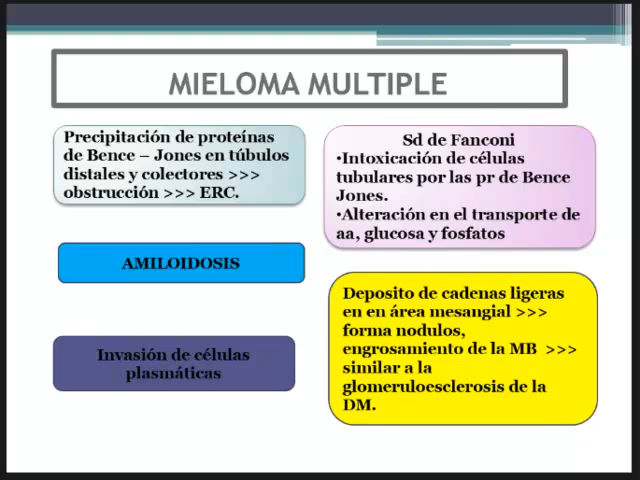 MIELOMA MULTIPLE
Precipitación de proteínas
de Bence – Jones en túbulos
distales y colectores >>>
obstrucción >>> ERC.
Sd de Fanconi
•Intoxicación de células
tubulares por las pr de Bence
Jones.
•Alteración en el transporte de
aa, glucosa y fosfatos
AMILOIDOSIS
Deposito de cadenas ligeras
en en área mesangial >>>
forma nodulos,
engrosamiento de la MB >>>
similar a la
glomeruloesclerosis de la
DM.
Invasión de células
plasmáticas